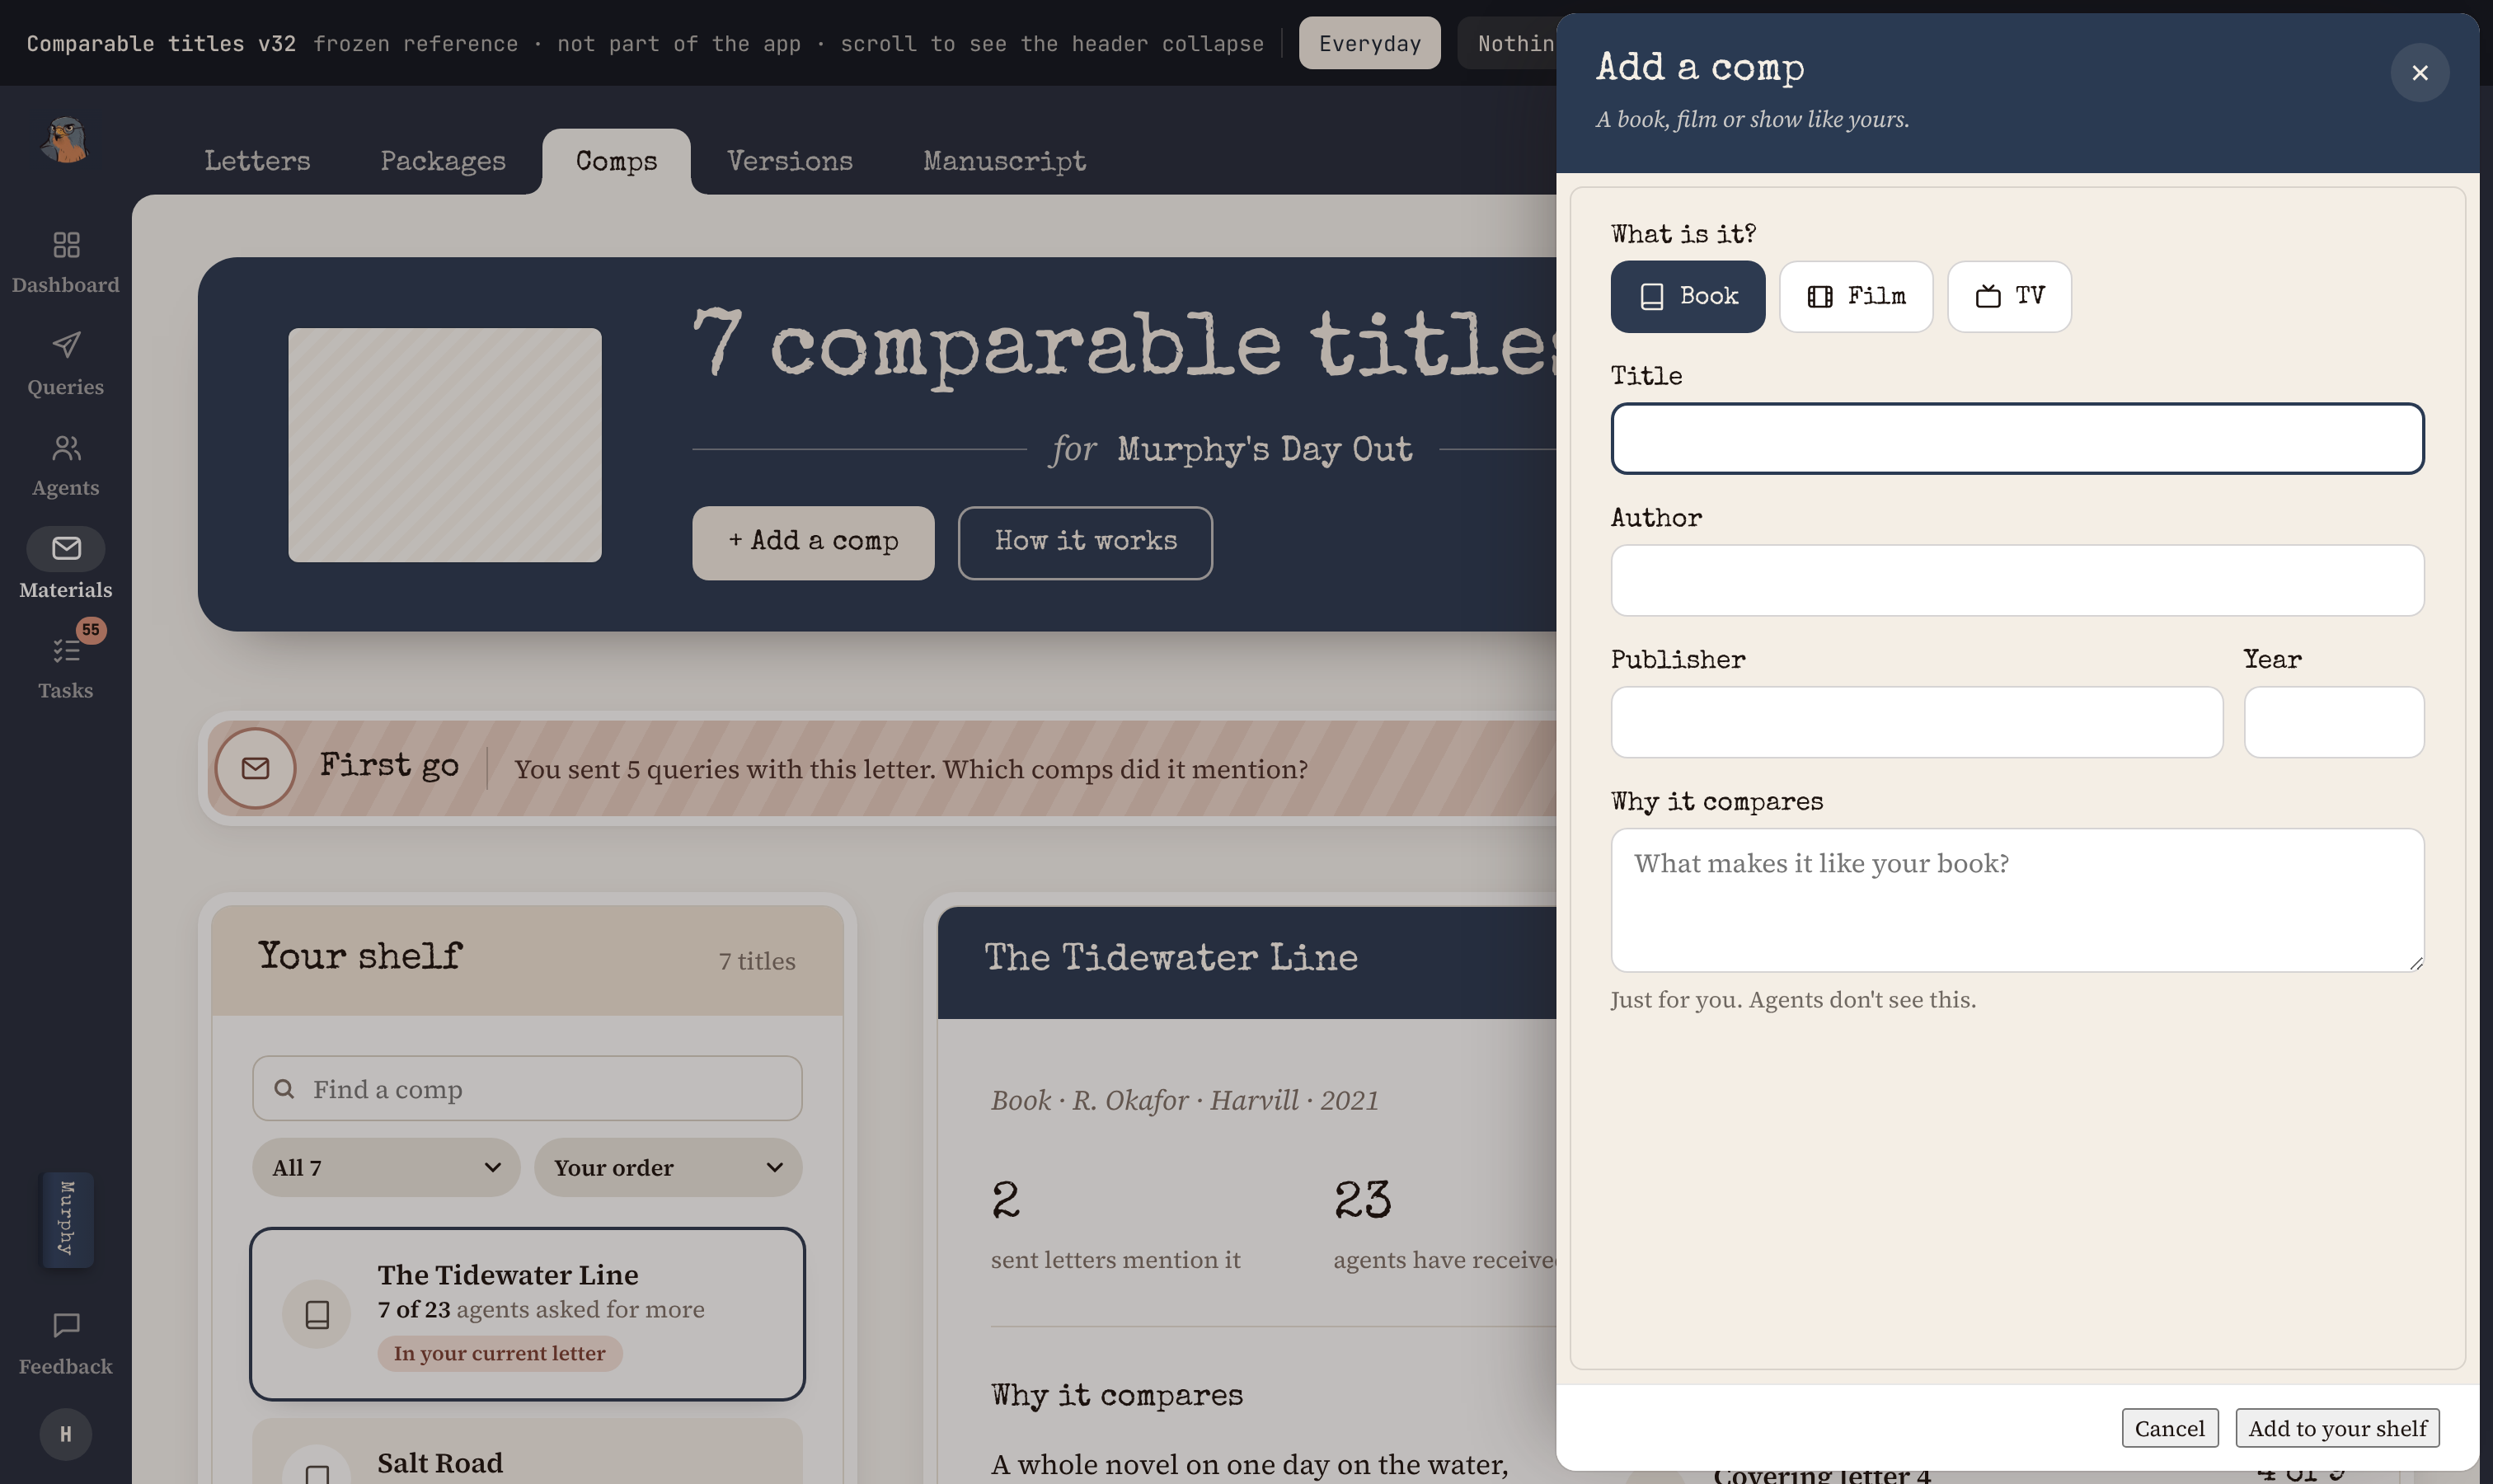 Comparable titles v32 frozen reference · not part of the app · scroll to see the header collapse
Everyday
Letters
Packages
Comps
Versions
Manuscript
Dashboard
Queries
Agents
Materials
55
Tasks
Murphy
Feedback
H
7 comparable titles
for Murphy's Day Out
+ Add a comp
How it works
First go
You sent 5 queries with this letter. Which comps did it mention?
Your shelf
7 titles
Find a comp
All 7
Your order
The Tidewater Line
7 of 23 agents asked for more
In your current letter
Salt Road
The Tidewater Line
Book · R. Okafor · Harvill · 2021
2
sent letters mention it
23
agents have
Why it compares
A whole novel on one day on the water,
Add a comp
A book, film or show like yours.
What is it?
Book
Film
TV
Title
Author
Publisher
Year
Why it compares
What makes it like your book?
Just for you. Agents don't see this.
Cancel
Add to your shelf
Covering letter 4